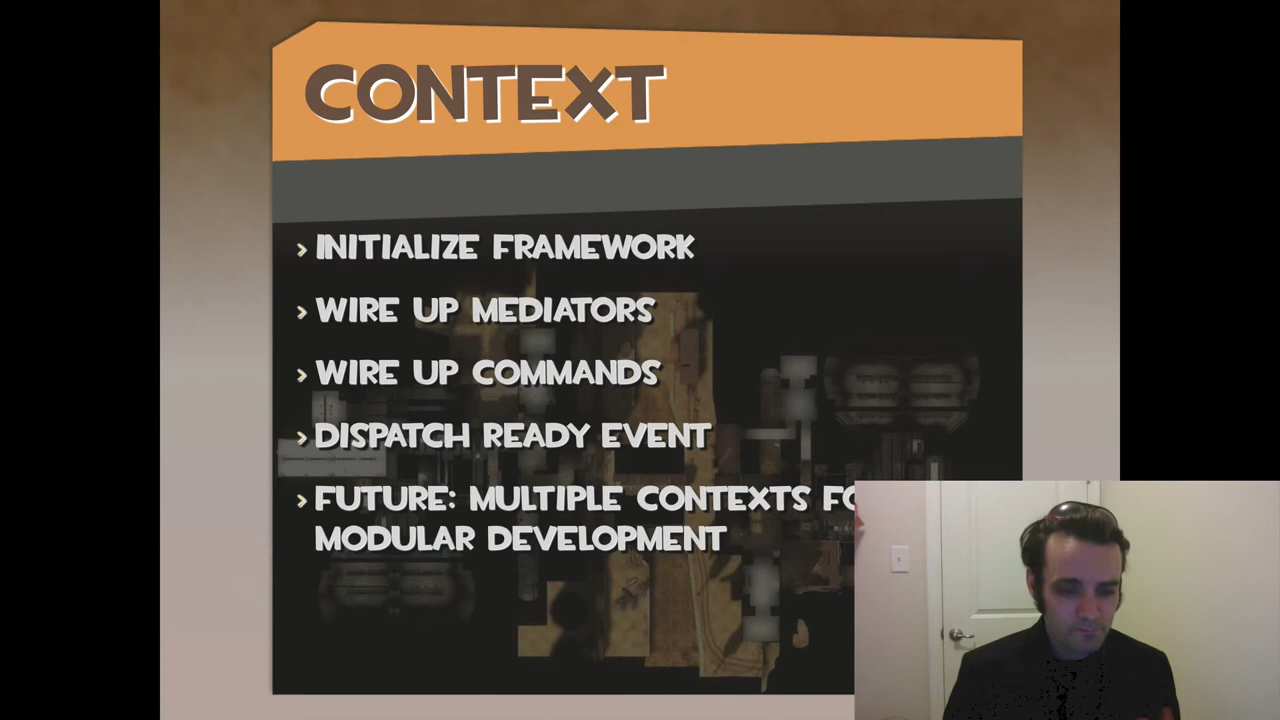 CONTEXT
INITIALIZE FRAMEWORK
WIRE UP MEDIATORS
WIRE UP COMMANDS
DISPATCH READY EVENT
FUTURE: MULTIPLE CONTEXTS
MODULAR DEVELOPMENT